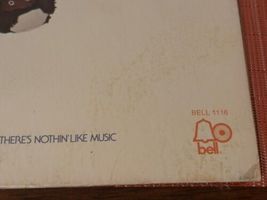 THERE'S NOTHIN' LIKE MUSIC
BELL 1116
bell